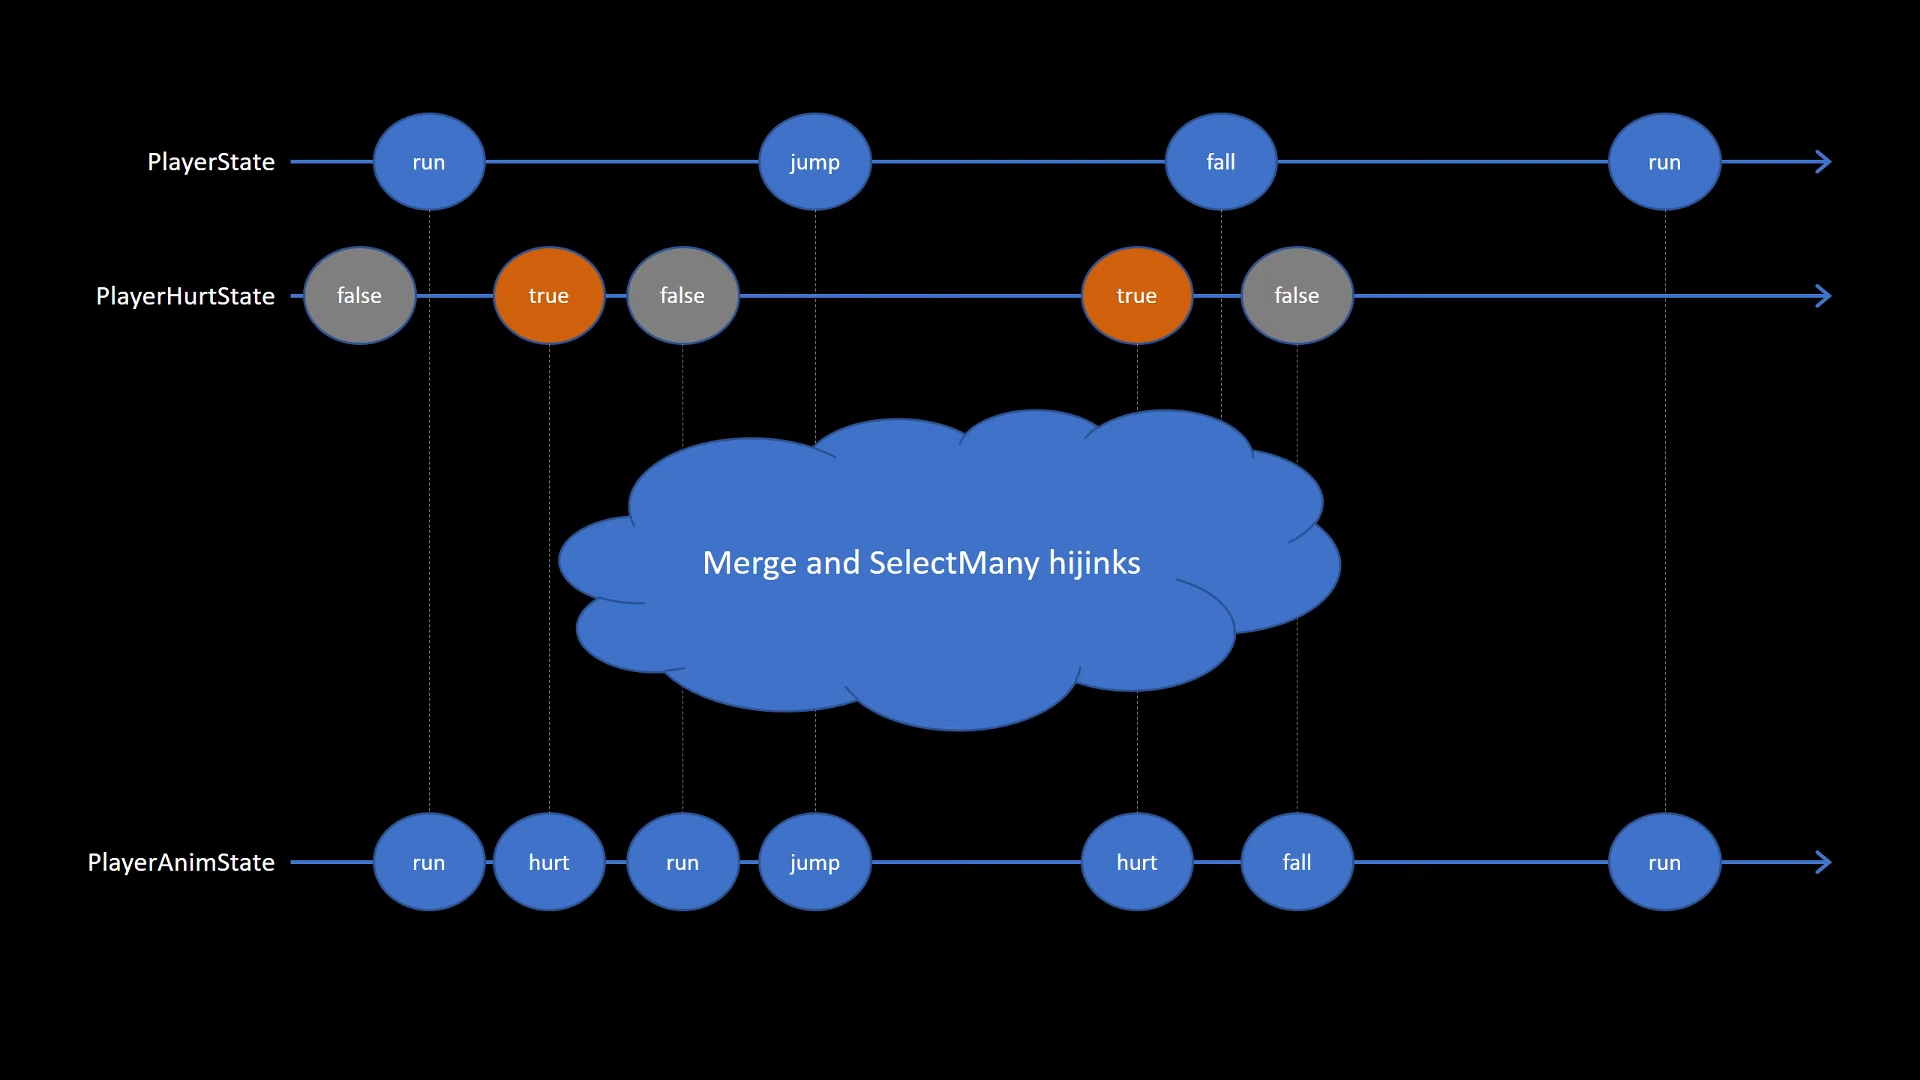 PlayerState run jump fall run
PlayerHurtState false true false true false
Merge and SelectMany hijinks
PlayerAnimState run hurt run jump hurt fall run